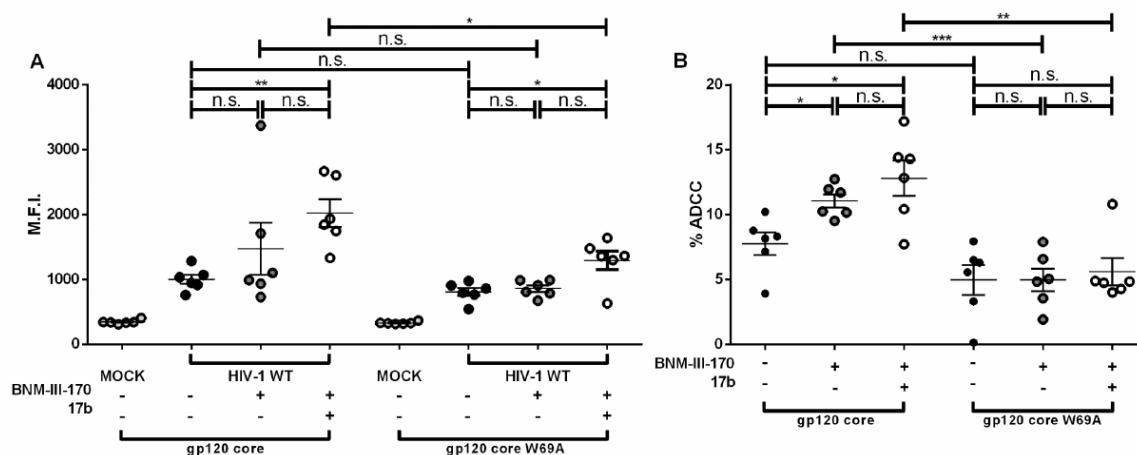 *
n.s.
n.s.
A
**
*
n.s. n.s. n.s. n.s.
4000
3000
2000
1000
0
M.F.I.
MOCK HIV-1 WT MOCK HIV-1 WT
BNM-III-170 - - + + - - + +
17b - - - + - - - +
gp120 core gp120 core W69A
**
***
n.s.
B
* n.s.
* n.s. n.s. n.s.
20
15
10
5
0
% ADCC
BNM-III-170 - + + - + +
17b - - + - - +
gp120 core gp120 core W69A